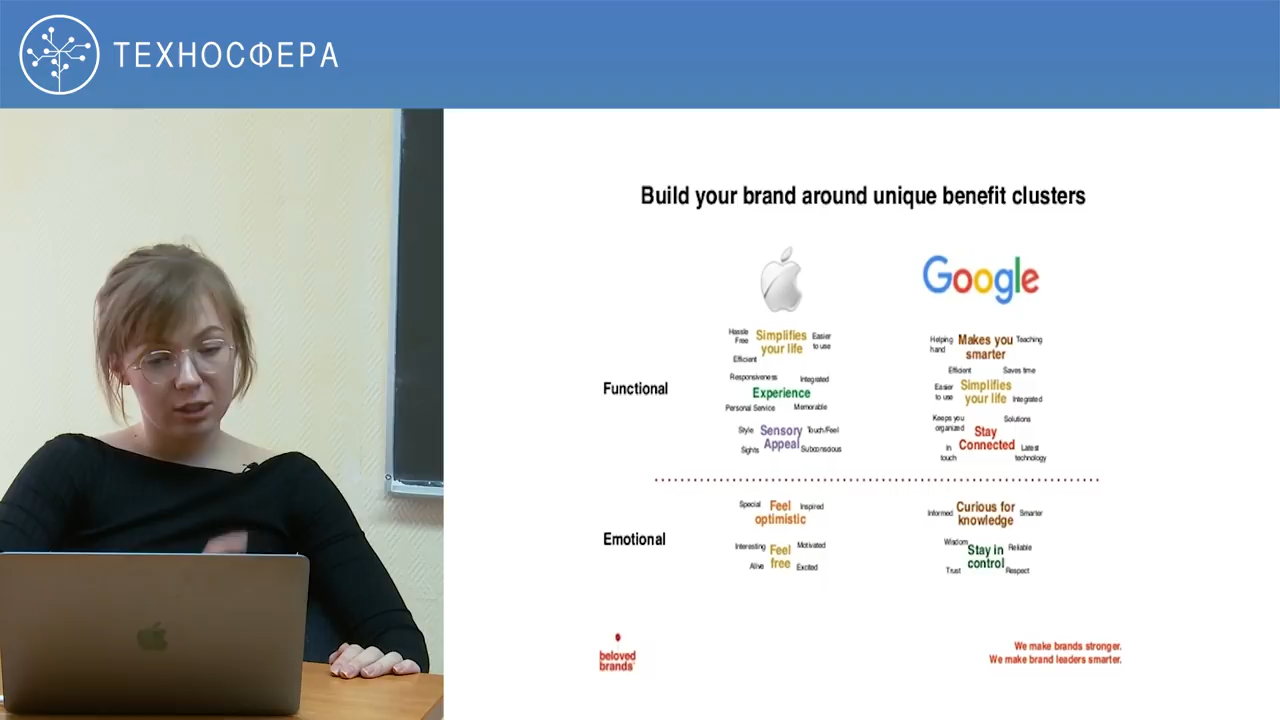 ТЕХНОСФЕРА
Build your brand around unique benefit clusters
Google
Functional
Hassle
Free
Simplifies
your life
Easier
to use
Efficient
Responsiveness
Integrated
Experience
Personal Service
Memorable
Style
Sensory
Appeal
Touch/Feel
Sights
Subconscious
Helping
hand
Makes you
smarter
Teaching
Efficient
Saves time
Easier
to use
Simplifies
your life
Integrated
Keeps you
organized
Solutions
Stay
Connected
In
touch
Latest
technology
Emotional
Special
Feel
optimistic
Inspired
Interesting
Feel
free
Motivated
Alive
Excited
Informed
Curious for
knowledge
Smarter
Wisdom
Stay in
control
Reliable
Trust
Respect
beloved
brands
We make brands stronger.
We make brand leaders smarter.